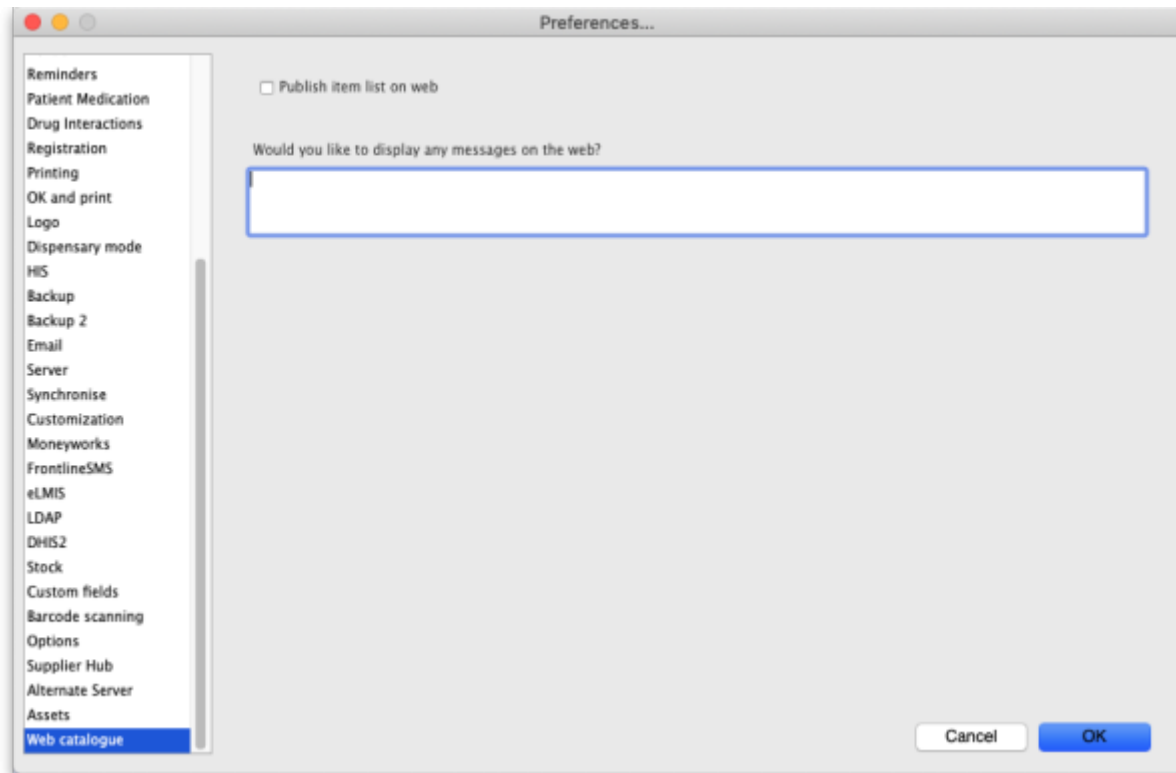 Preferences...
Reminders
Patient Medication
Drug Interactions
Registration
Printing
OK and print
Logo
Dispensary mode
HIS
Backup
Backup 2
Email
Server
Synchronise
Customization
Moneyworks
FrontlineSMS
eLMIS
LDAP
DHIS2
Stock
Custom fields
Barcode scanning
Options
Supplier Hub
Alternate Server
Assets
Web catalogue
Publish item list on web
Would you like to display any messages on the web?
Cancel
OK